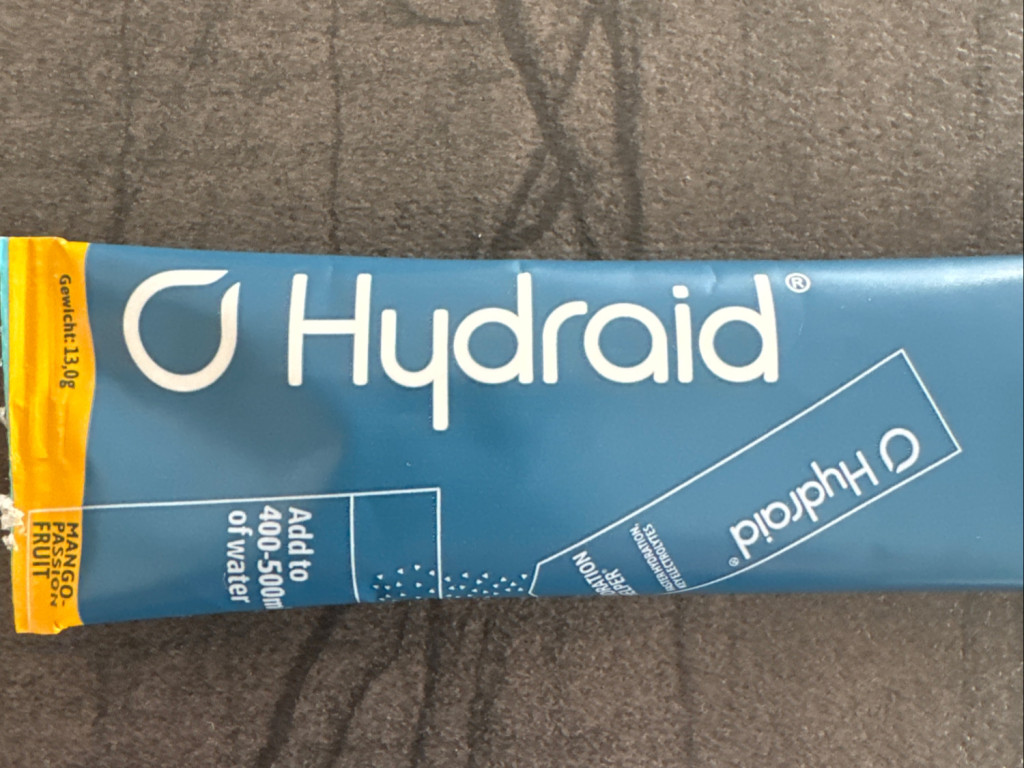 Hydraid®
Gewicht: 13,0g
MANGO-
PASSION
FRUIT
Add to
400-500m
of water
Hydraid®